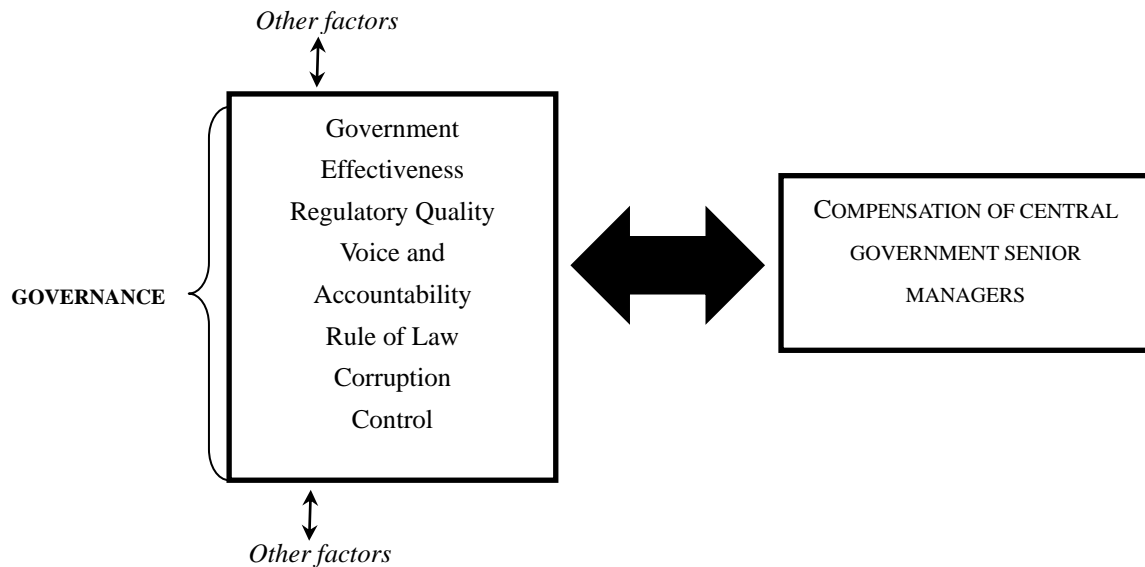 Other factors
Government
Effectiveness
Regulatory Quality
Voice and
Accountability
Rule of Law
Corruption
Control
GOVERNANCE
COMPENSATION OF CENTRAL
GOVERNMENT SENIOR
MANAGERS
Other factors